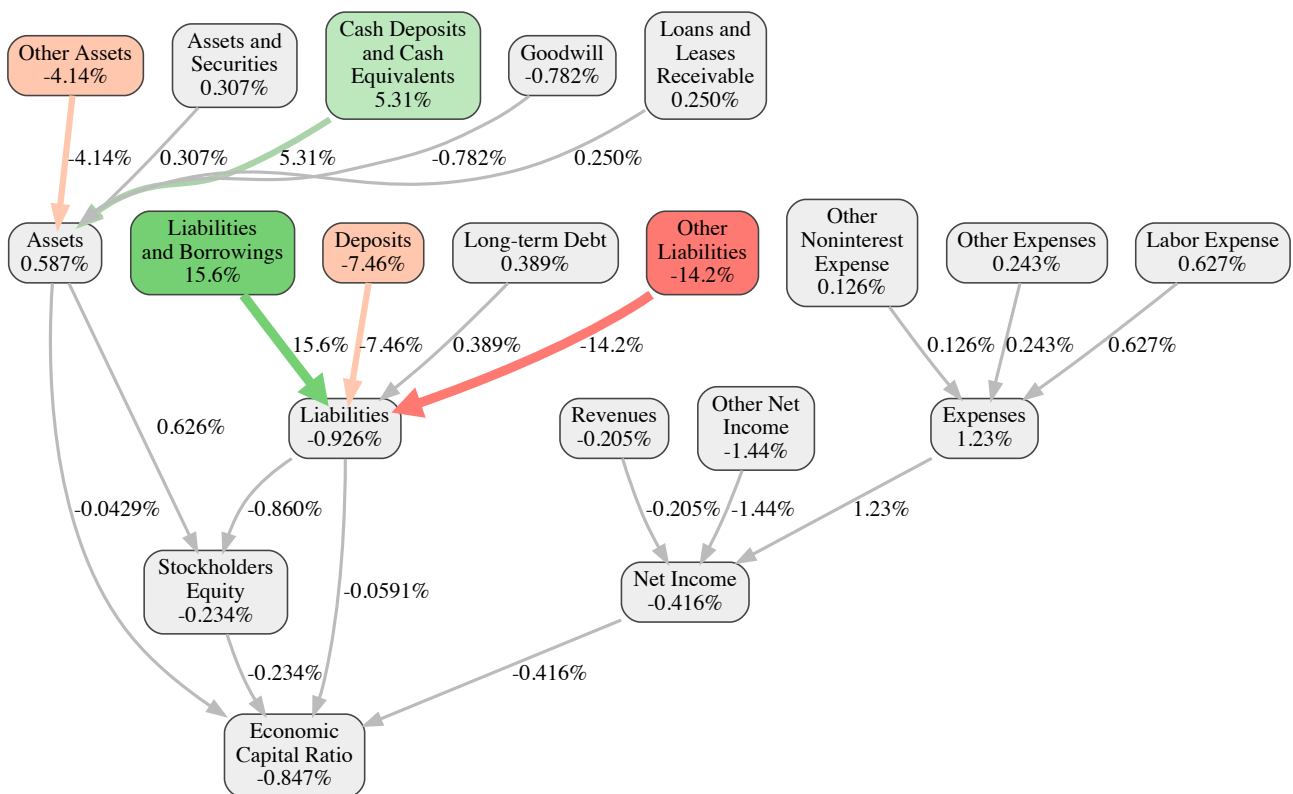 Other Assets
-4.14%
Assets and
Securities
0.307%
Cash Deposits
and Cash
Equivalents
5.31%
Goodwill
-0.782%
Loans and
Leases
Receivable
0.250%
-4.14%
0.307%
5.31%
-0.782%
0.250%
Assets
0.587%
Liabilities
and Borrowings
15.6%
Deposits
-7.46%
Long-term Debt
0.389%
Other
Liabilities
-14.2%
Other
Noninterest
Expense
0.126%
Other Expenses
0.243%
Labor Expense
0.627%
15.6%
-7.46%
0.389%
-14.2%
0.126%
0.243%
0.627%
Liabilities
-0.926%
Revenues
-0.205%
Other Net
Income
-1.44%
Expenses
1.23%
0.626%
-0.0429%
-0.860%
-0.205%
-1.44%
1.23%
Stockholders
Equity
-0.234%
-0.0591%
Net Income
-0.416%
-0.234%
-0.416%
Economic
Capital Ratio
-0.847%